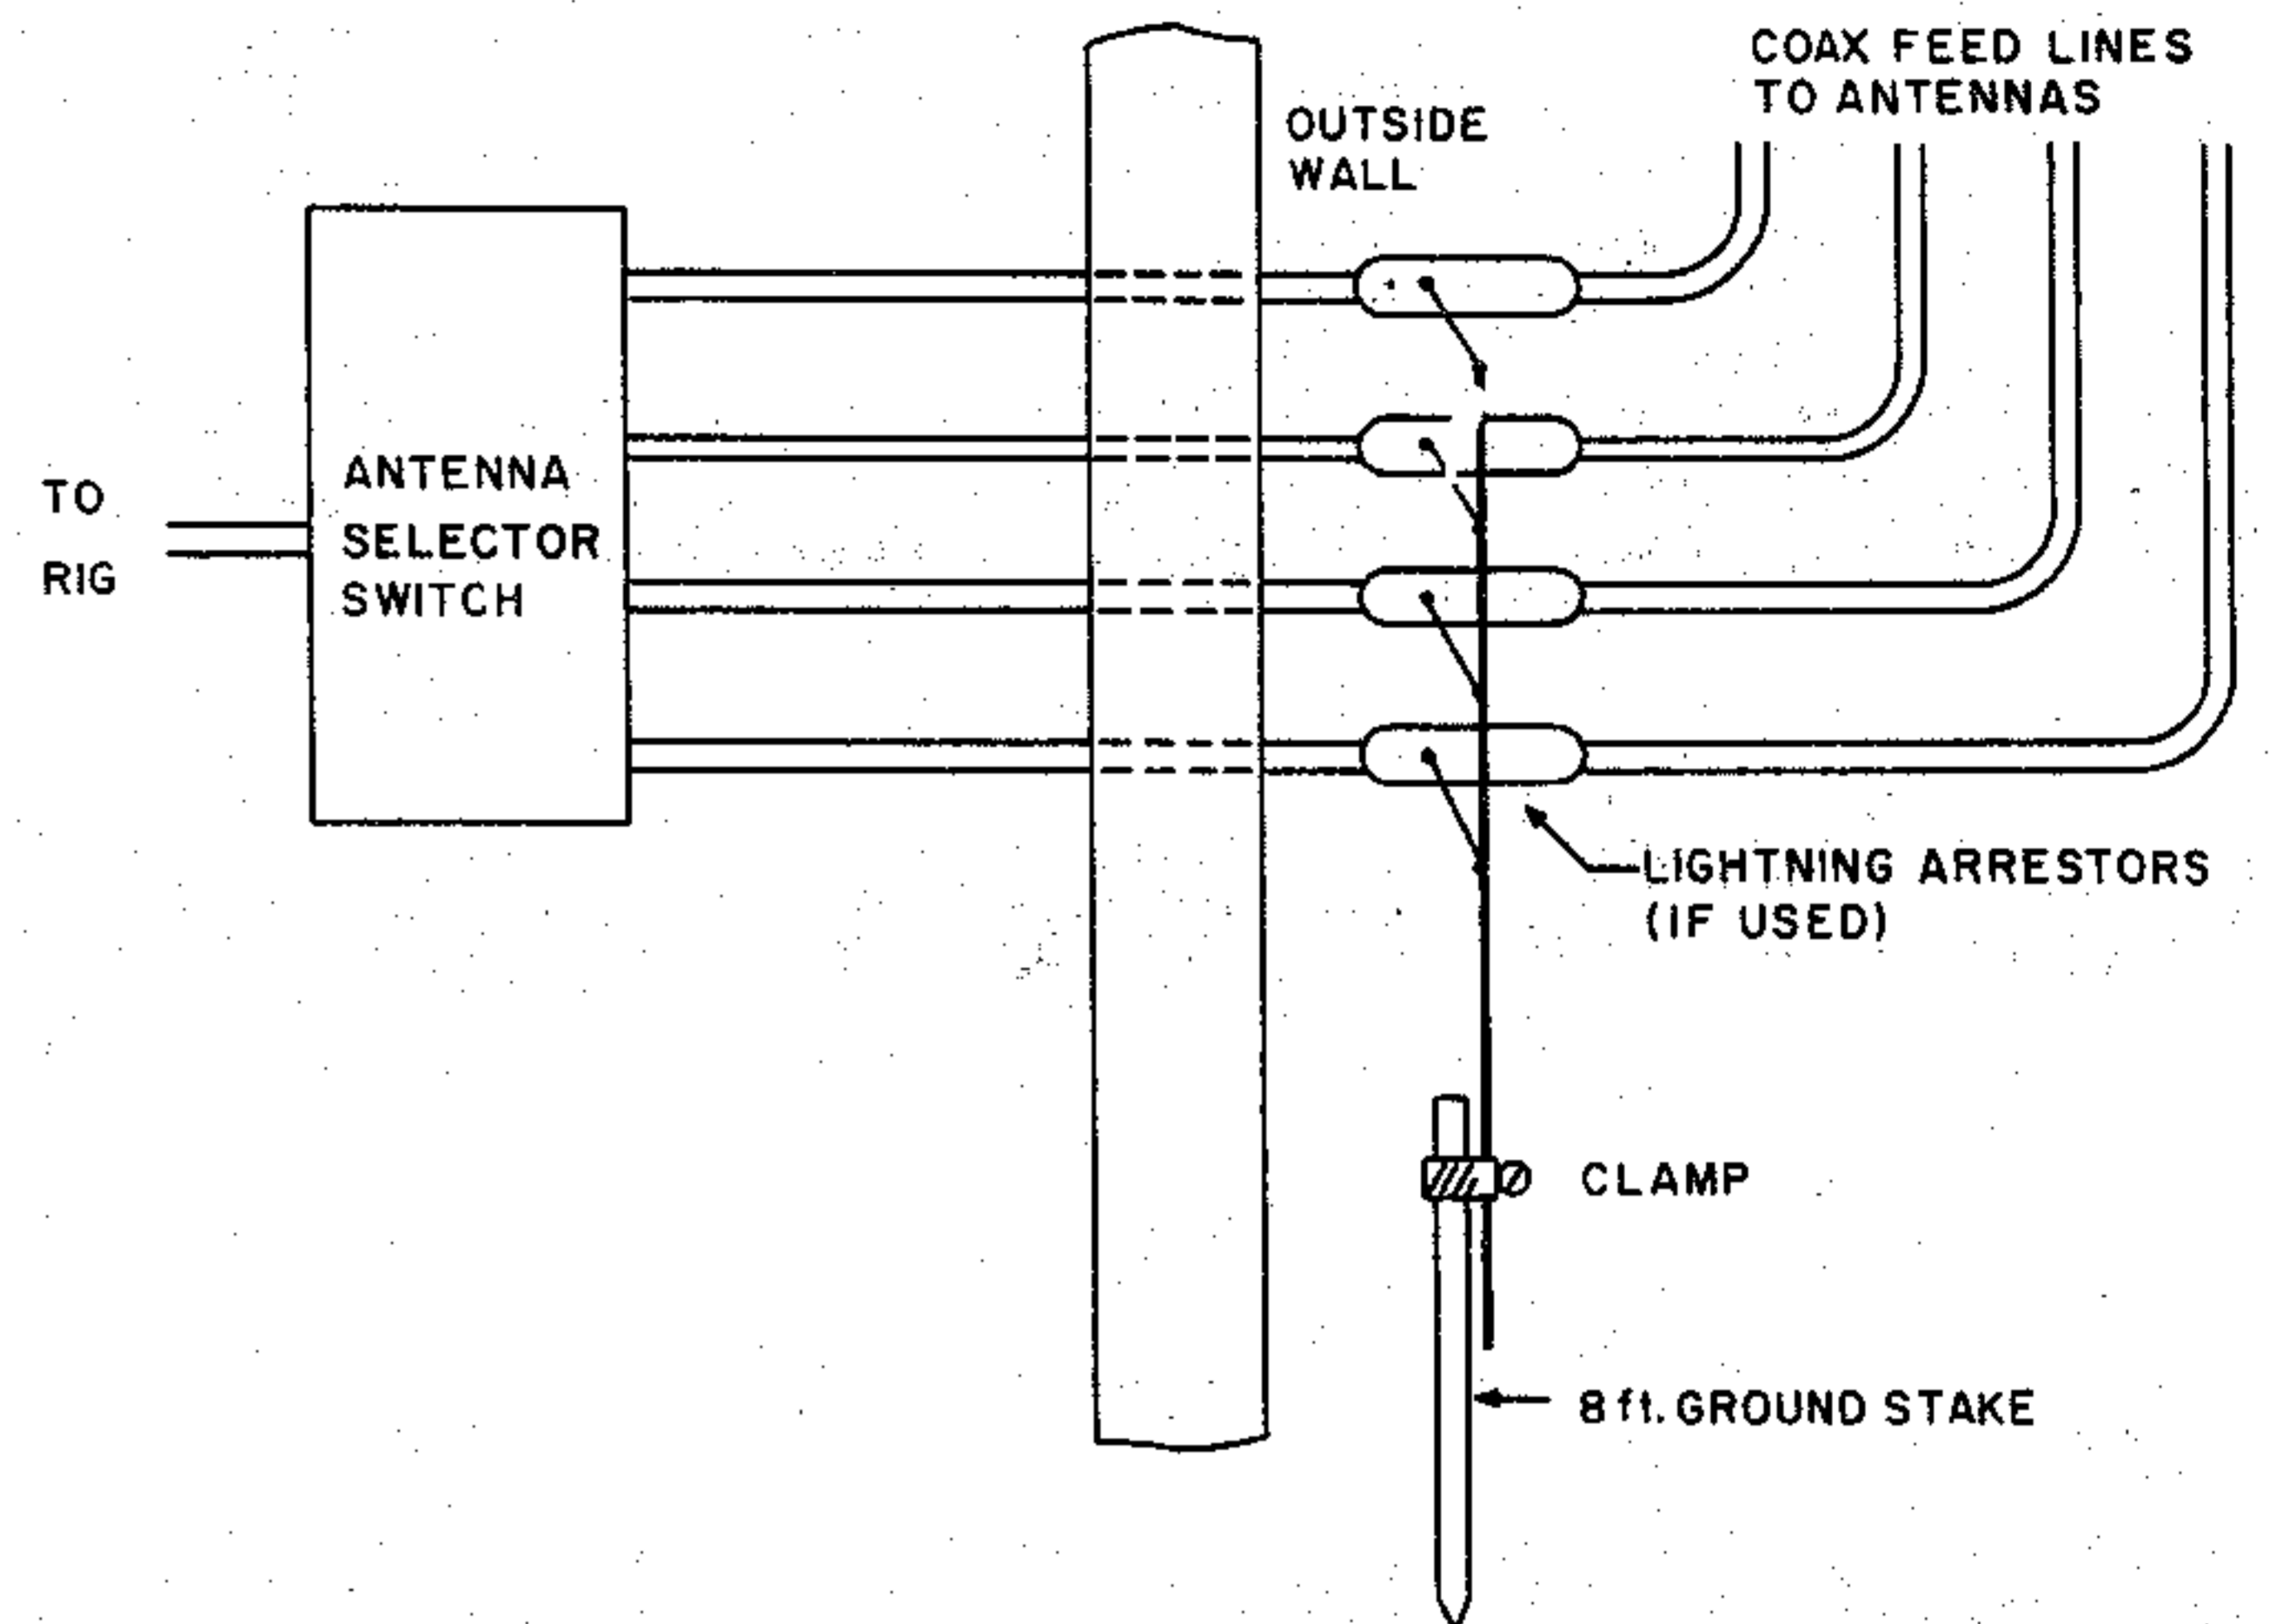 COAX FEED LINES
TO ANTENNAS
OUTSIDE
WALL
TO
RIG
ANTENNA
SELECTOR
SWITCH
LIGHTNING ARRESTORS
(IF USED)
CLAMP
8 ft. GROUND STAKE